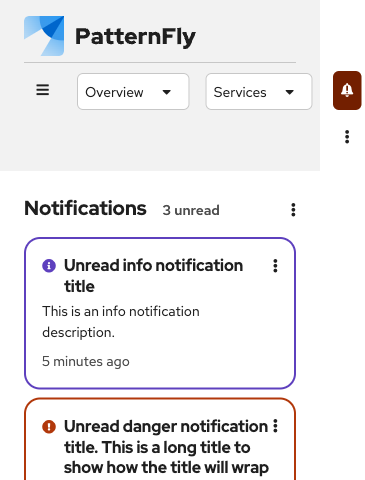 PatternFly
Overview
Services
Notifications
3 unread
Unread info notification
title
This is an info notification
description.
5 minutes ago
Unread danger notification
title. This is a long title to
show how the title will wrap